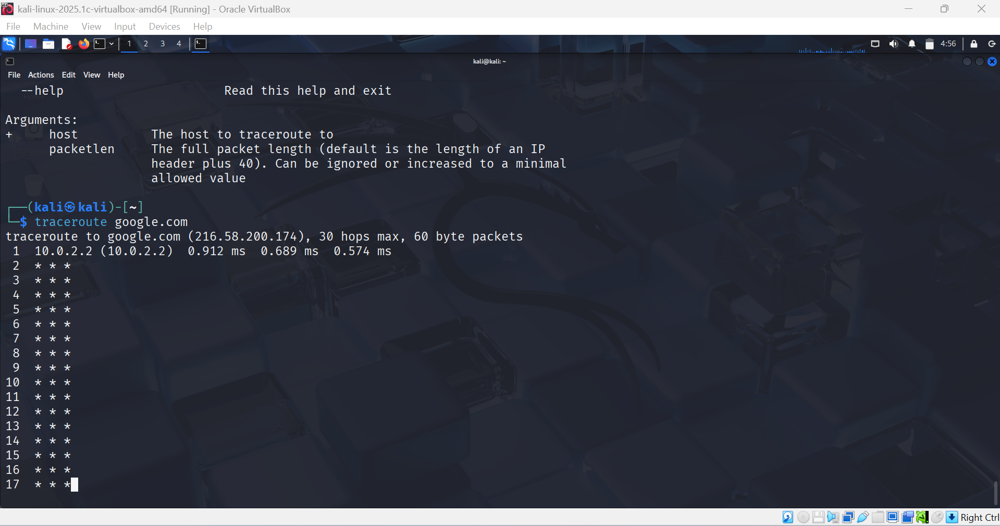 kali-linux-2025.1c-virtualbox-amd64 [Running] - Oracle VirtualBox
File Machine View Input Devices Help
1 2 3 4
4:56
kali@kali: ~
File Actions Edit View Help
--help Read this help and exit
Home
Arguments:
+ host The host to traceroute to
packetlen The full packet length (default is the length of an IP
header plus 40). Can be ignored or increased to a minimal
allowed value
┌──(kali㉿kali)-[~]
└─$ traceroute google.com
traceroute to google.com (216.58.200.174), 30 hops max, 60 byte packets
1 10.0.2.2 (10.0.2.2) 0.912 ms 0.689 ms 0.574 ms
2 * * *
3 * * *
4 * * *
5 * * *
6 * * *
7 * * *
8 * * *
9 * * *
10 * * *
11 * * *
12 * * *
13 * * *
14 * * *
15 * * *
16 * * *
17 * * *
Right Ctrl